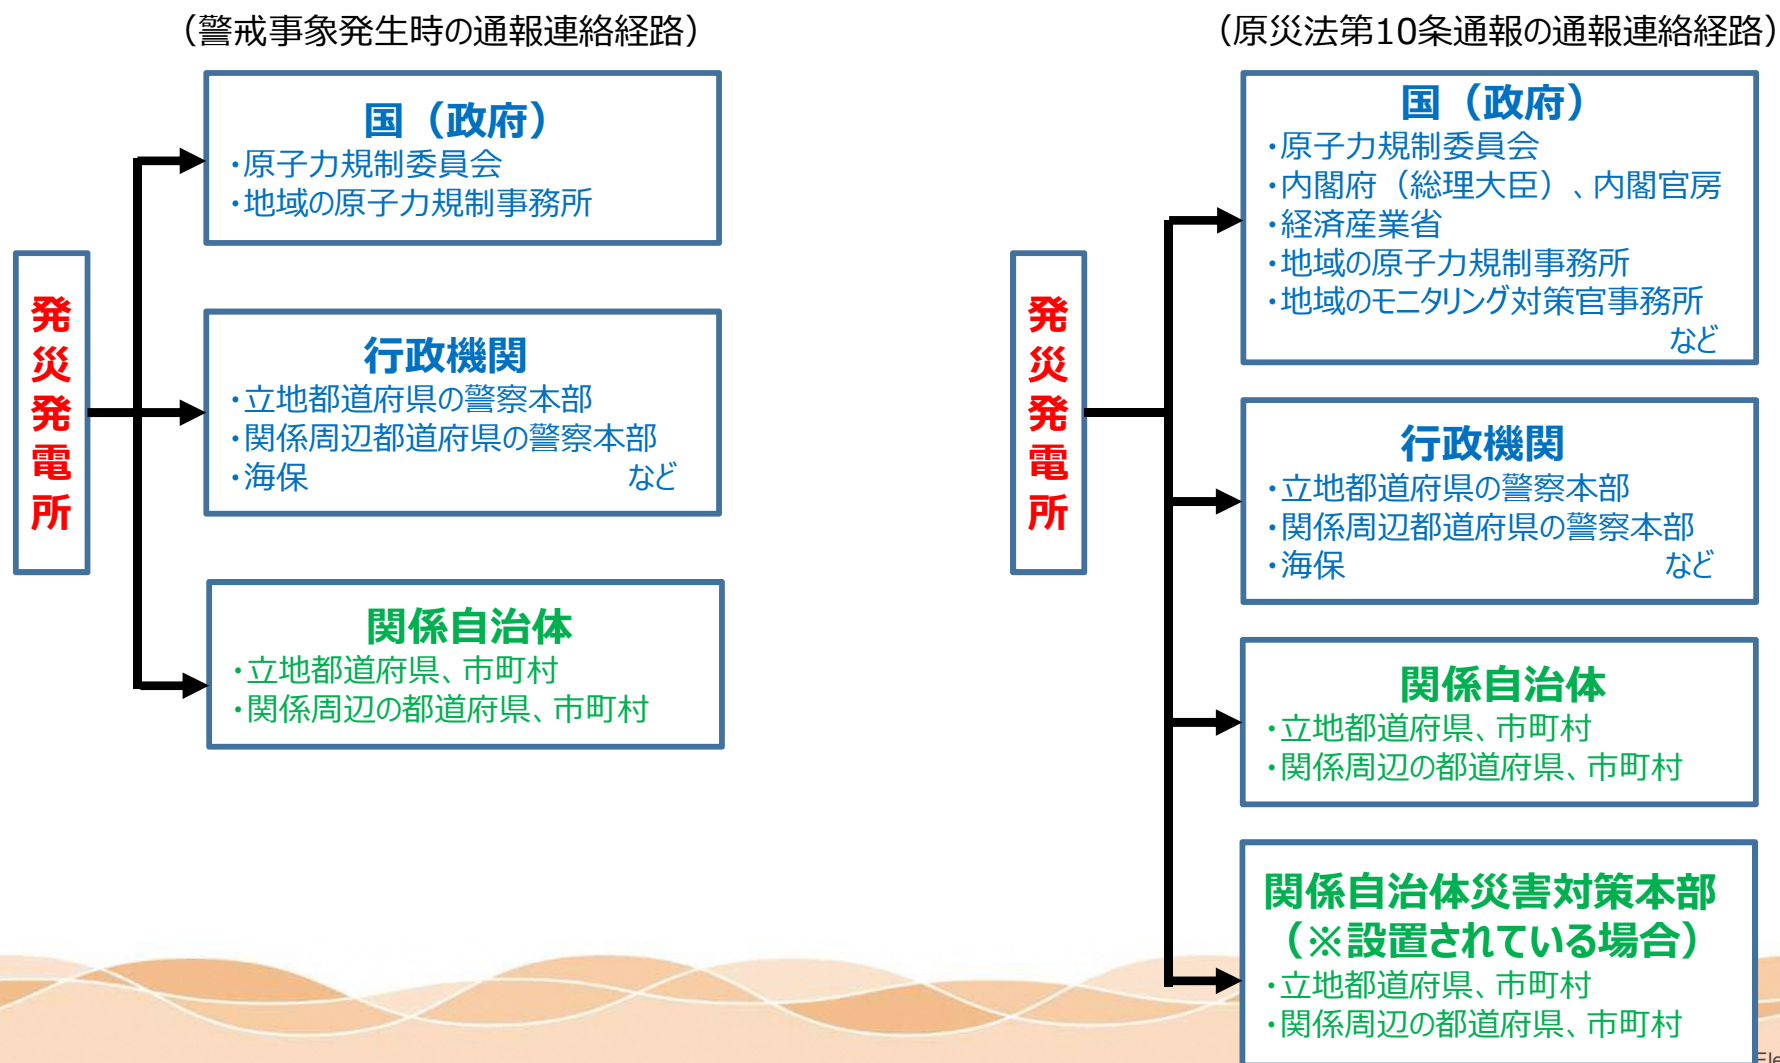 （警戒事象発生時の通報連絡経路）
発災発電所
国（政府）
・原子力規制委員会
・地域の原子力規制事務所
行政機関
・立地都道府県の警察本部
・関係周辺都道府県の警察本部
・海保 など
関係自治体
・立地都道府県、市町村
・関係周辺の都道府県、市町村
（原災法第10条通報の通報連絡経路）
発災発電所
国（政府）
・原子力規制委員会
・内閣府（総理大臣）、内閣官房
・経済産業省
・地域の原子力規制事務所
・地域のモニタリング対策官事務所
など
行政機関
・立地都道府県の警察本部
・関係周辺都道府県の警察本部
・海保 など
関係自治体
・立地都道府県、市町村
・関係周辺の都道府県、市町村
関係自治体災害対策本部
（※設置されている場合）
・立地都道府県、市町村
・関係周辺の都道府県、市町村